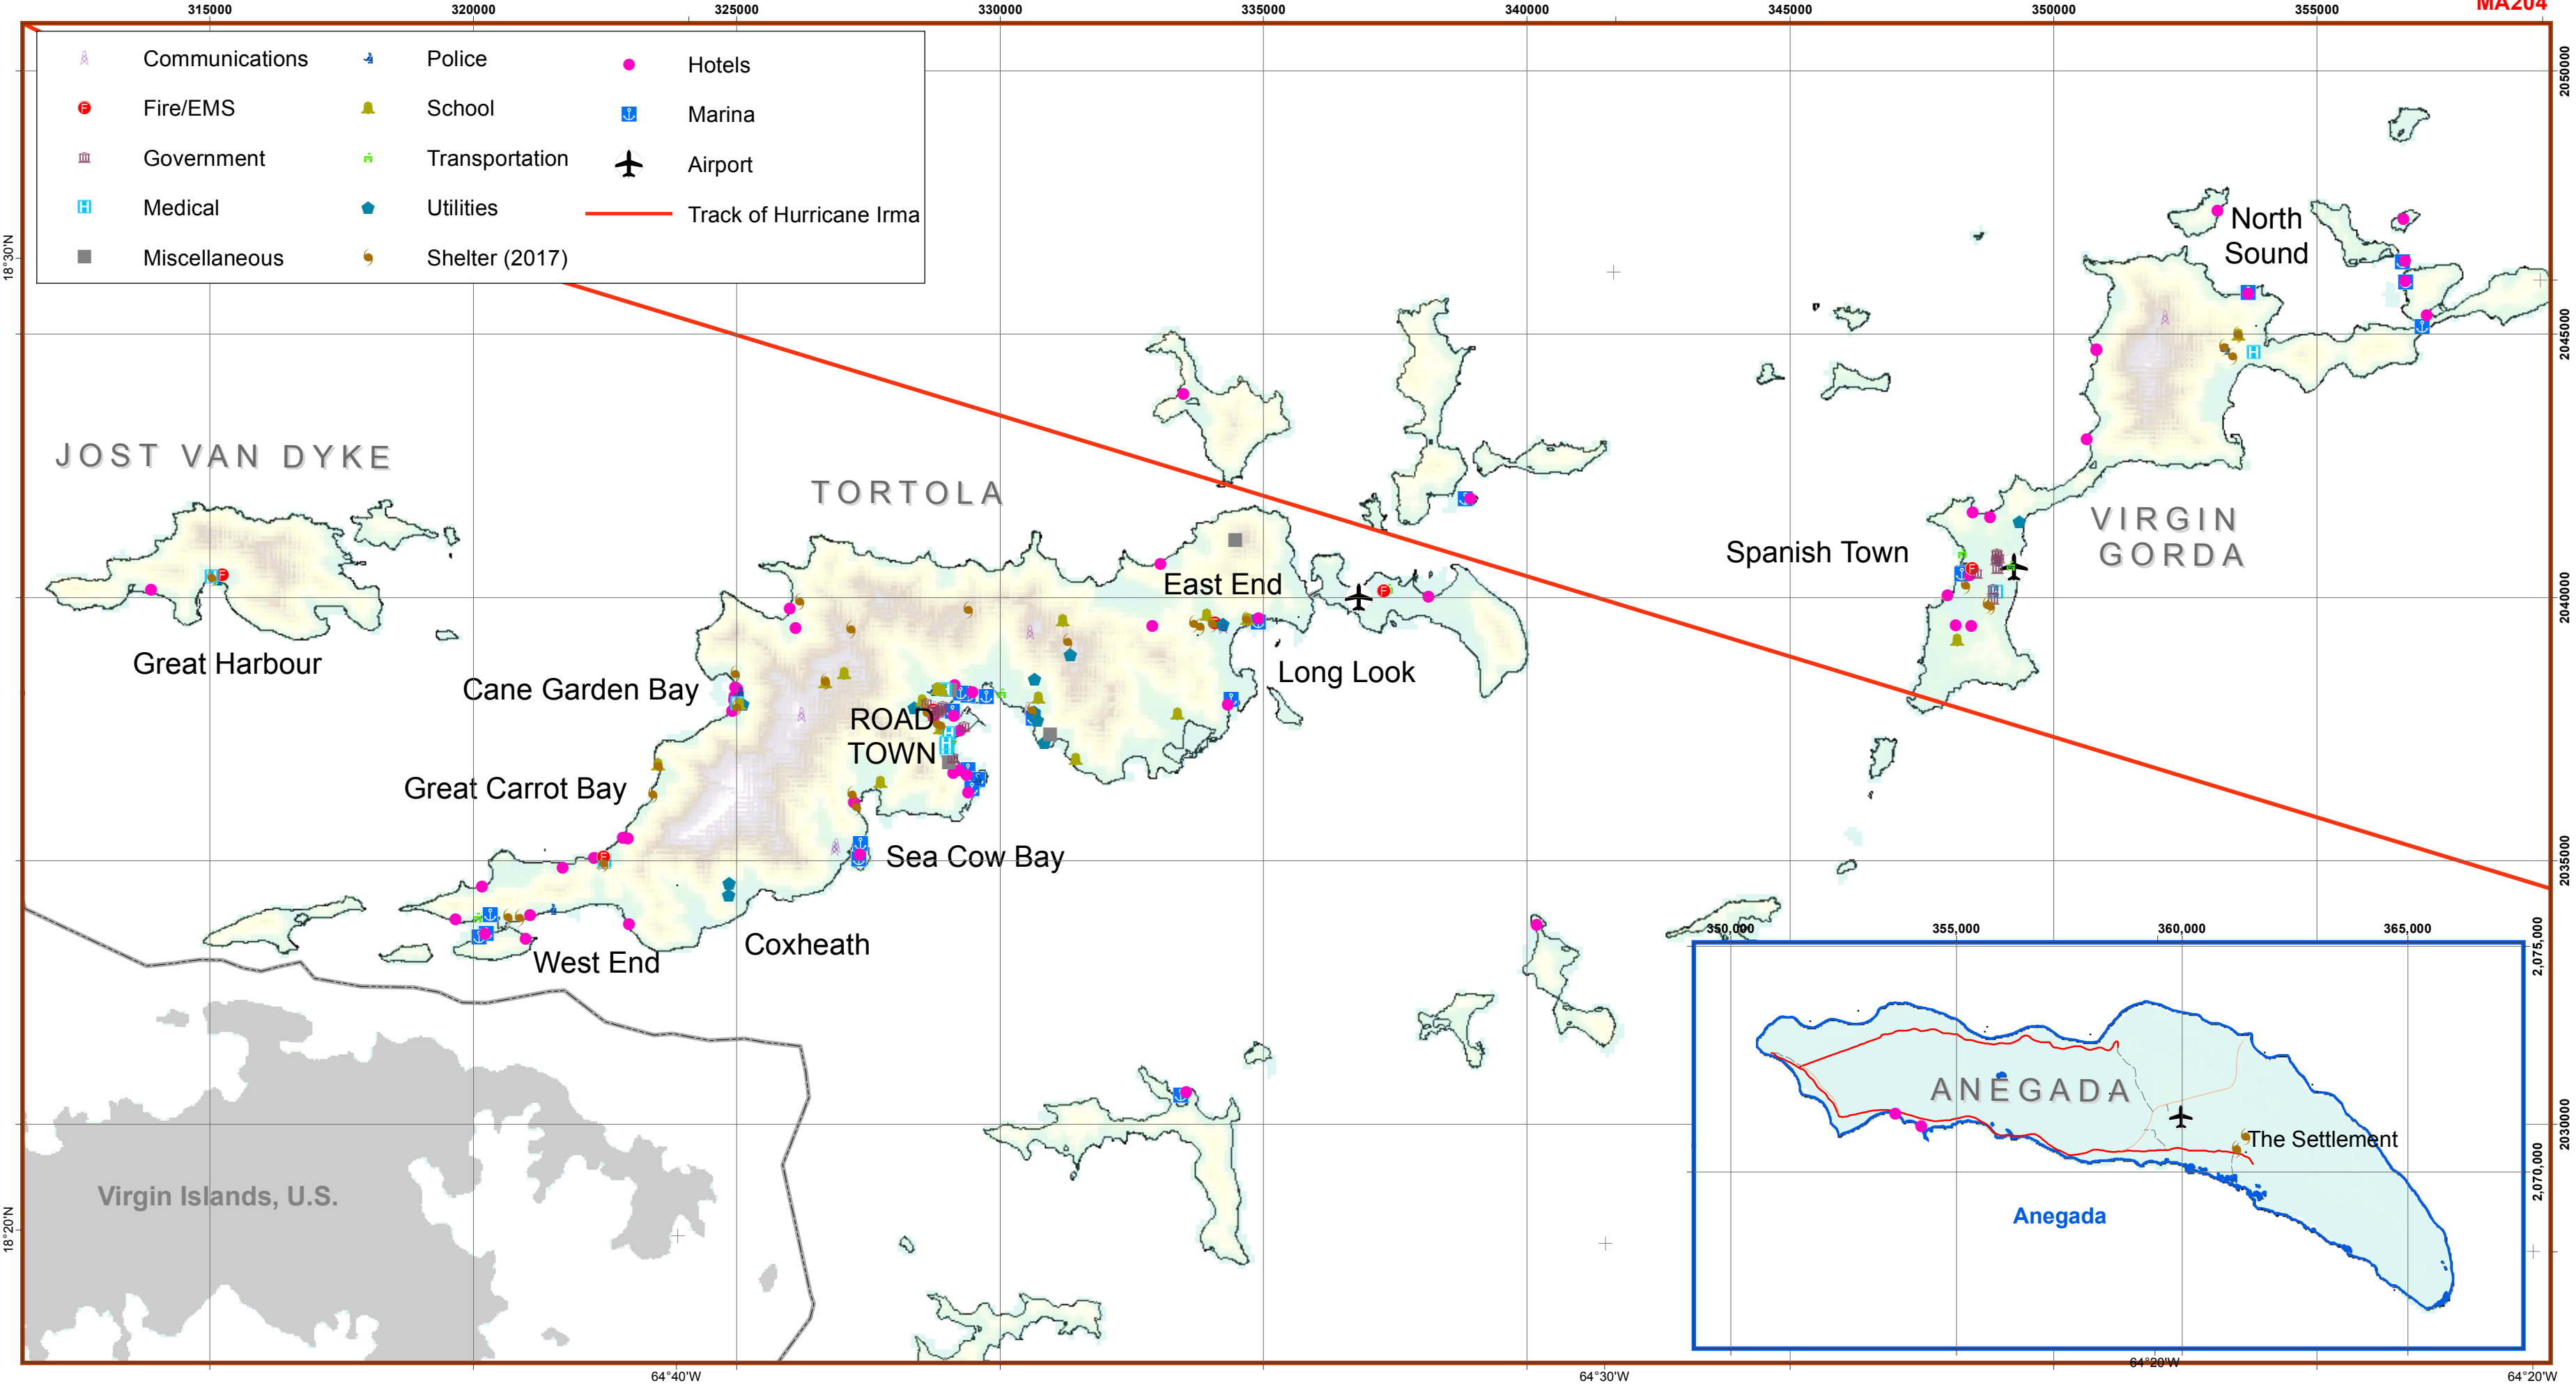 MA204
315000 320000 325000 330000 335000 340000 345000 350000 355000
Communications
Police
Hotels
Fire/EMS
School
Marina
Government
Transportation
Airport
Medical
Utilities
Track of Hurricane Irma
Miscellaneous
Shelter (2017)
2050000
2045000
2040000
2035000
2030000
18°30'N
18°20'N
North
Sound
JOST VAN DYKE
TORTOLA
VIRGIN
GORDA
Spanish Town
East End
Great Harbour
Long Look
Cane Garden Bay
ROAD
TOWN
Great Carrot Bay
Sea Cow Bay
Coxheath
West End
Virgin Islands, U.S.
350,000 355,000 360,000 365,000
2,075,000
2,070,000
ANEGADA
The Settlement
Anegada
64°20'W
64°40'W 64°30'W 64°20'W